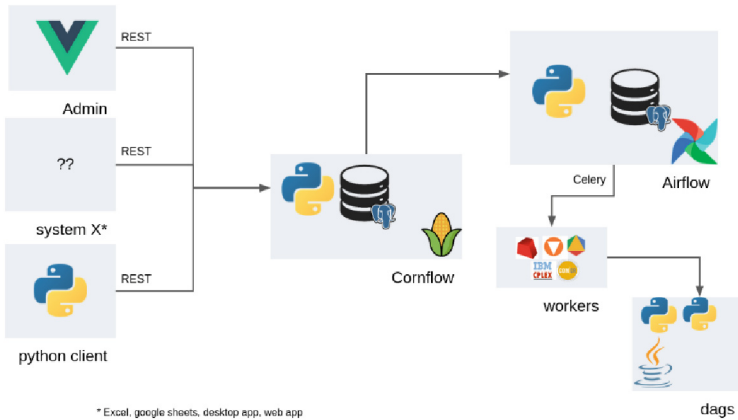 REST
Admin
??
REST
system X*
REST
python client
Cornflow
Airflow
Celery
IBM
CPLEX
workers
dags
* Excel, google sheets, desktop app, web app